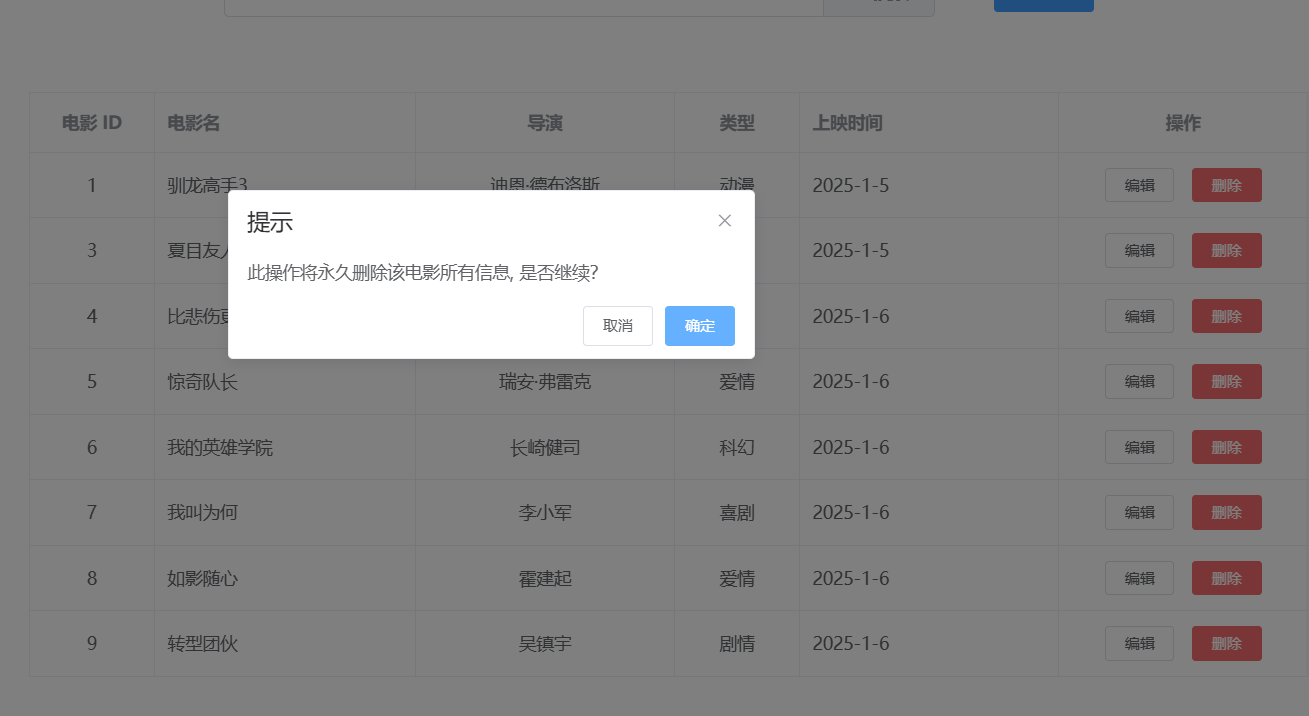 电影 ID 电影名 导演 类型 上映时间 操作
1 驯龙高手3 迪恩·德布洛斯 动漫 2025-1-5 编辑 删除
提示
3 夏目友 2025-1-5 编辑 删除
此操作将永久删除该电影所有信息, 是否继续?
4 比悲伤 2025-1-6 编辑 删除
取消 确定
5 惊奇队长 瑞安·弗雷克 爱情 2025-1-6 编辑 删除
6 我的英雄学院 长崎健司 科幻 2025-1-6 编辑 删除
7 我叫为何 李小军 喜剧 2025-1-6 编辑 删除
8 如影随心 霍建起 爱情 2025-1-6 编辑 删除
9 转型团伙 吴镇宇 剧情 2025-1-6 编辑 删除